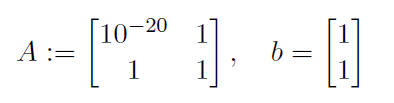 A := [10⁻²⁰ 1
1 1], b = [1
1]